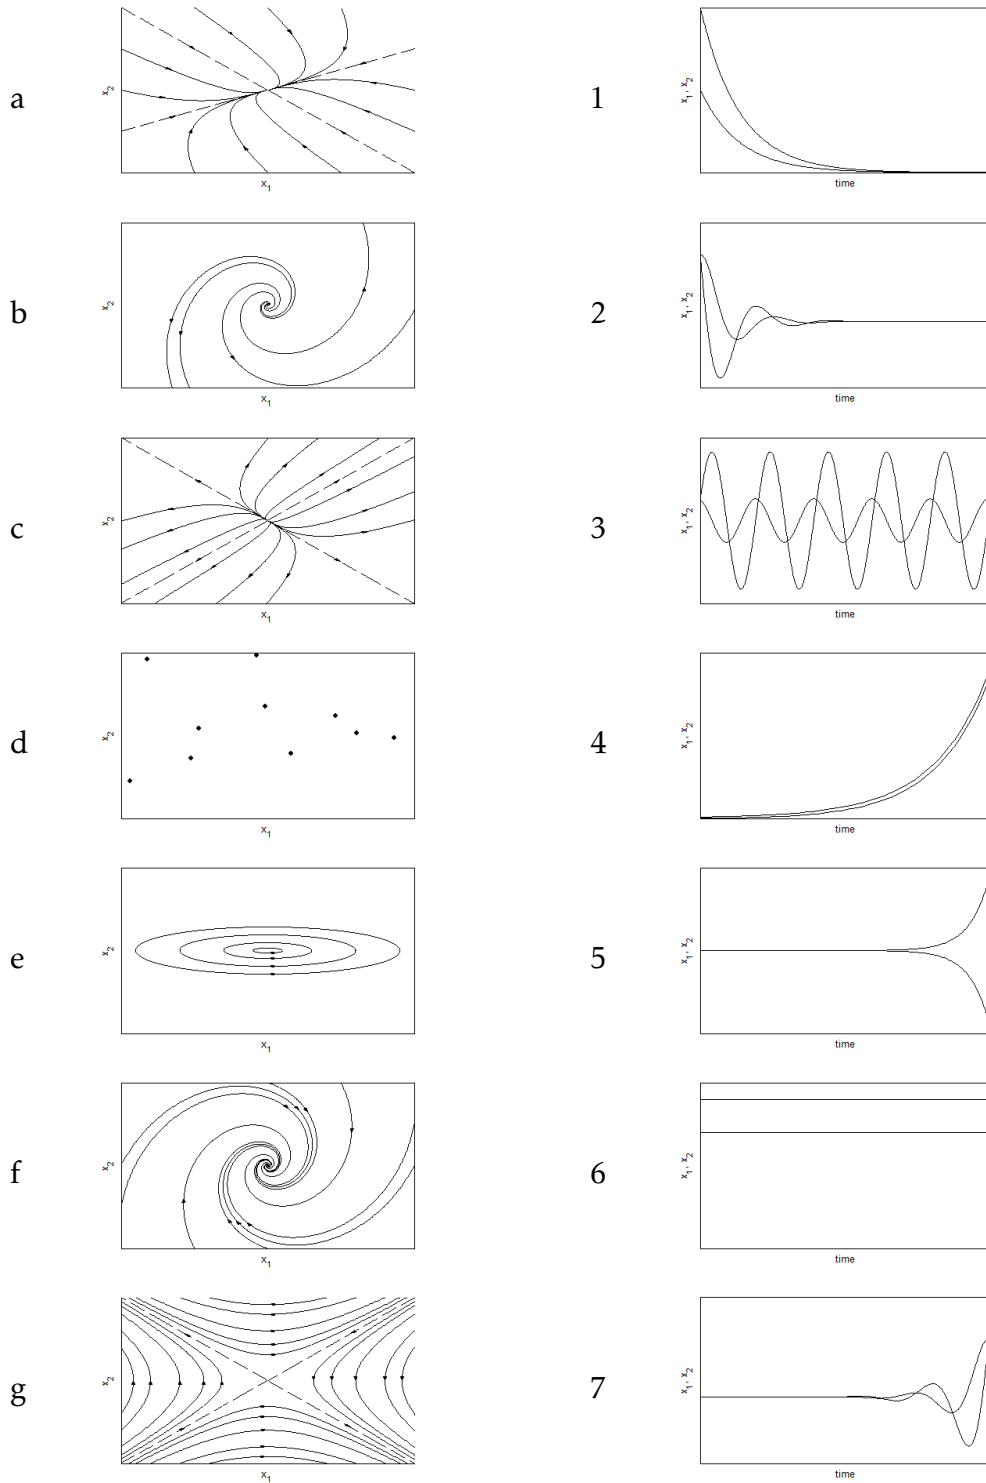 a
x₂
x₁
1
x₁, x₂
time
b
x₂
x₁
2
x₁, x₂
time
c
x₂
x₁
3
x₁, x₂
time
d
x₂
x₁
4
x₁, x₂
time
e
x₂
x₁
5
x₁, x₂
time
f
x₂
x₁
6
x₁, x₂
time
g
x₂
x₁
7
x₁, x₂
time